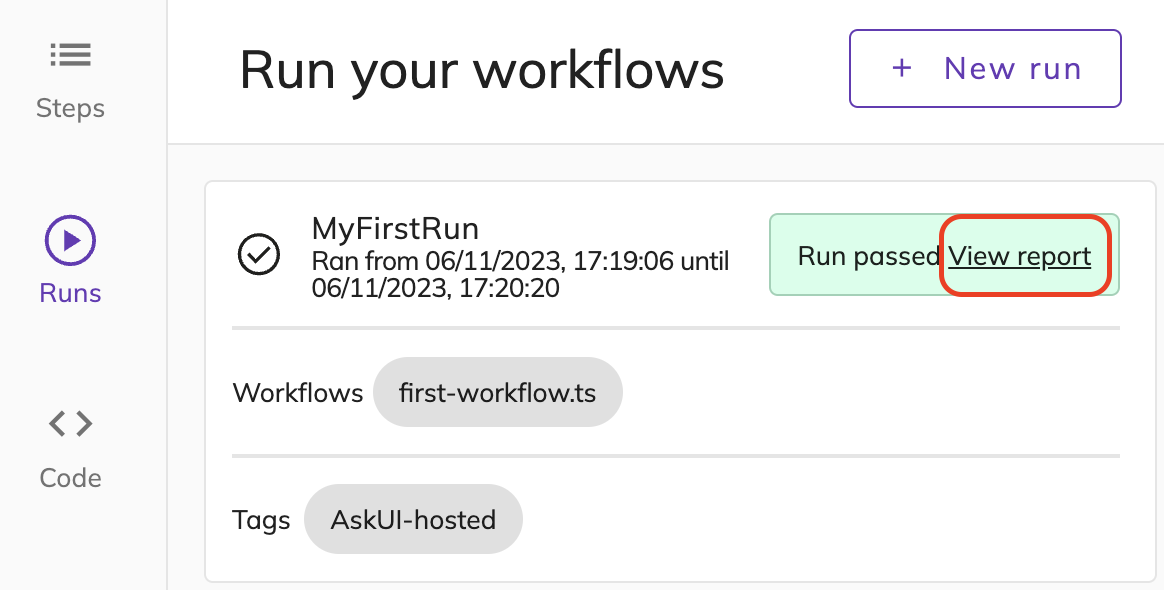 Steps
Runs
Code
Run your workflows
+ New run
MyFirstRun
Ran from 06/11/2023, 17:19:06 until
06/11/2023, 17:20:20
Run passed View report
Workflows first-workflow.ts
Tags AskUI-hosted